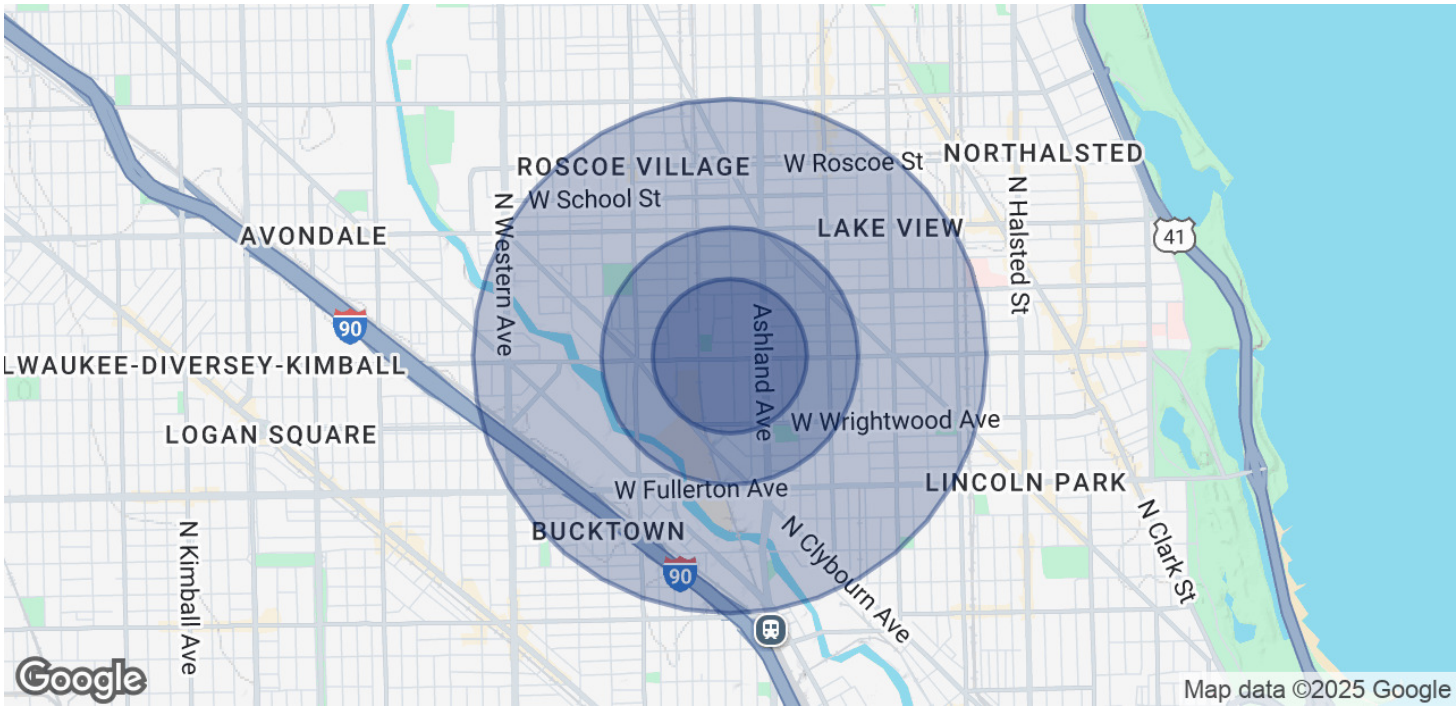 NORTHALSTED
ROSCOE VILLAGE
W Roscoe St
W School St
N Western Ave
N Halsted St
LAKE VIEW
AVONDALE
41
90
Ashland Ave
LWAUKEE-DIVERSEY-KIMBALL
W Wrightwood Ave
LOGAN SQUARE
LINCOLN PARK
W Fullerton Ave
N Clark St
BUCKTOWN
N Clybourn Ave
N Kimball Ave
90
Google
Map data ©2025 Google